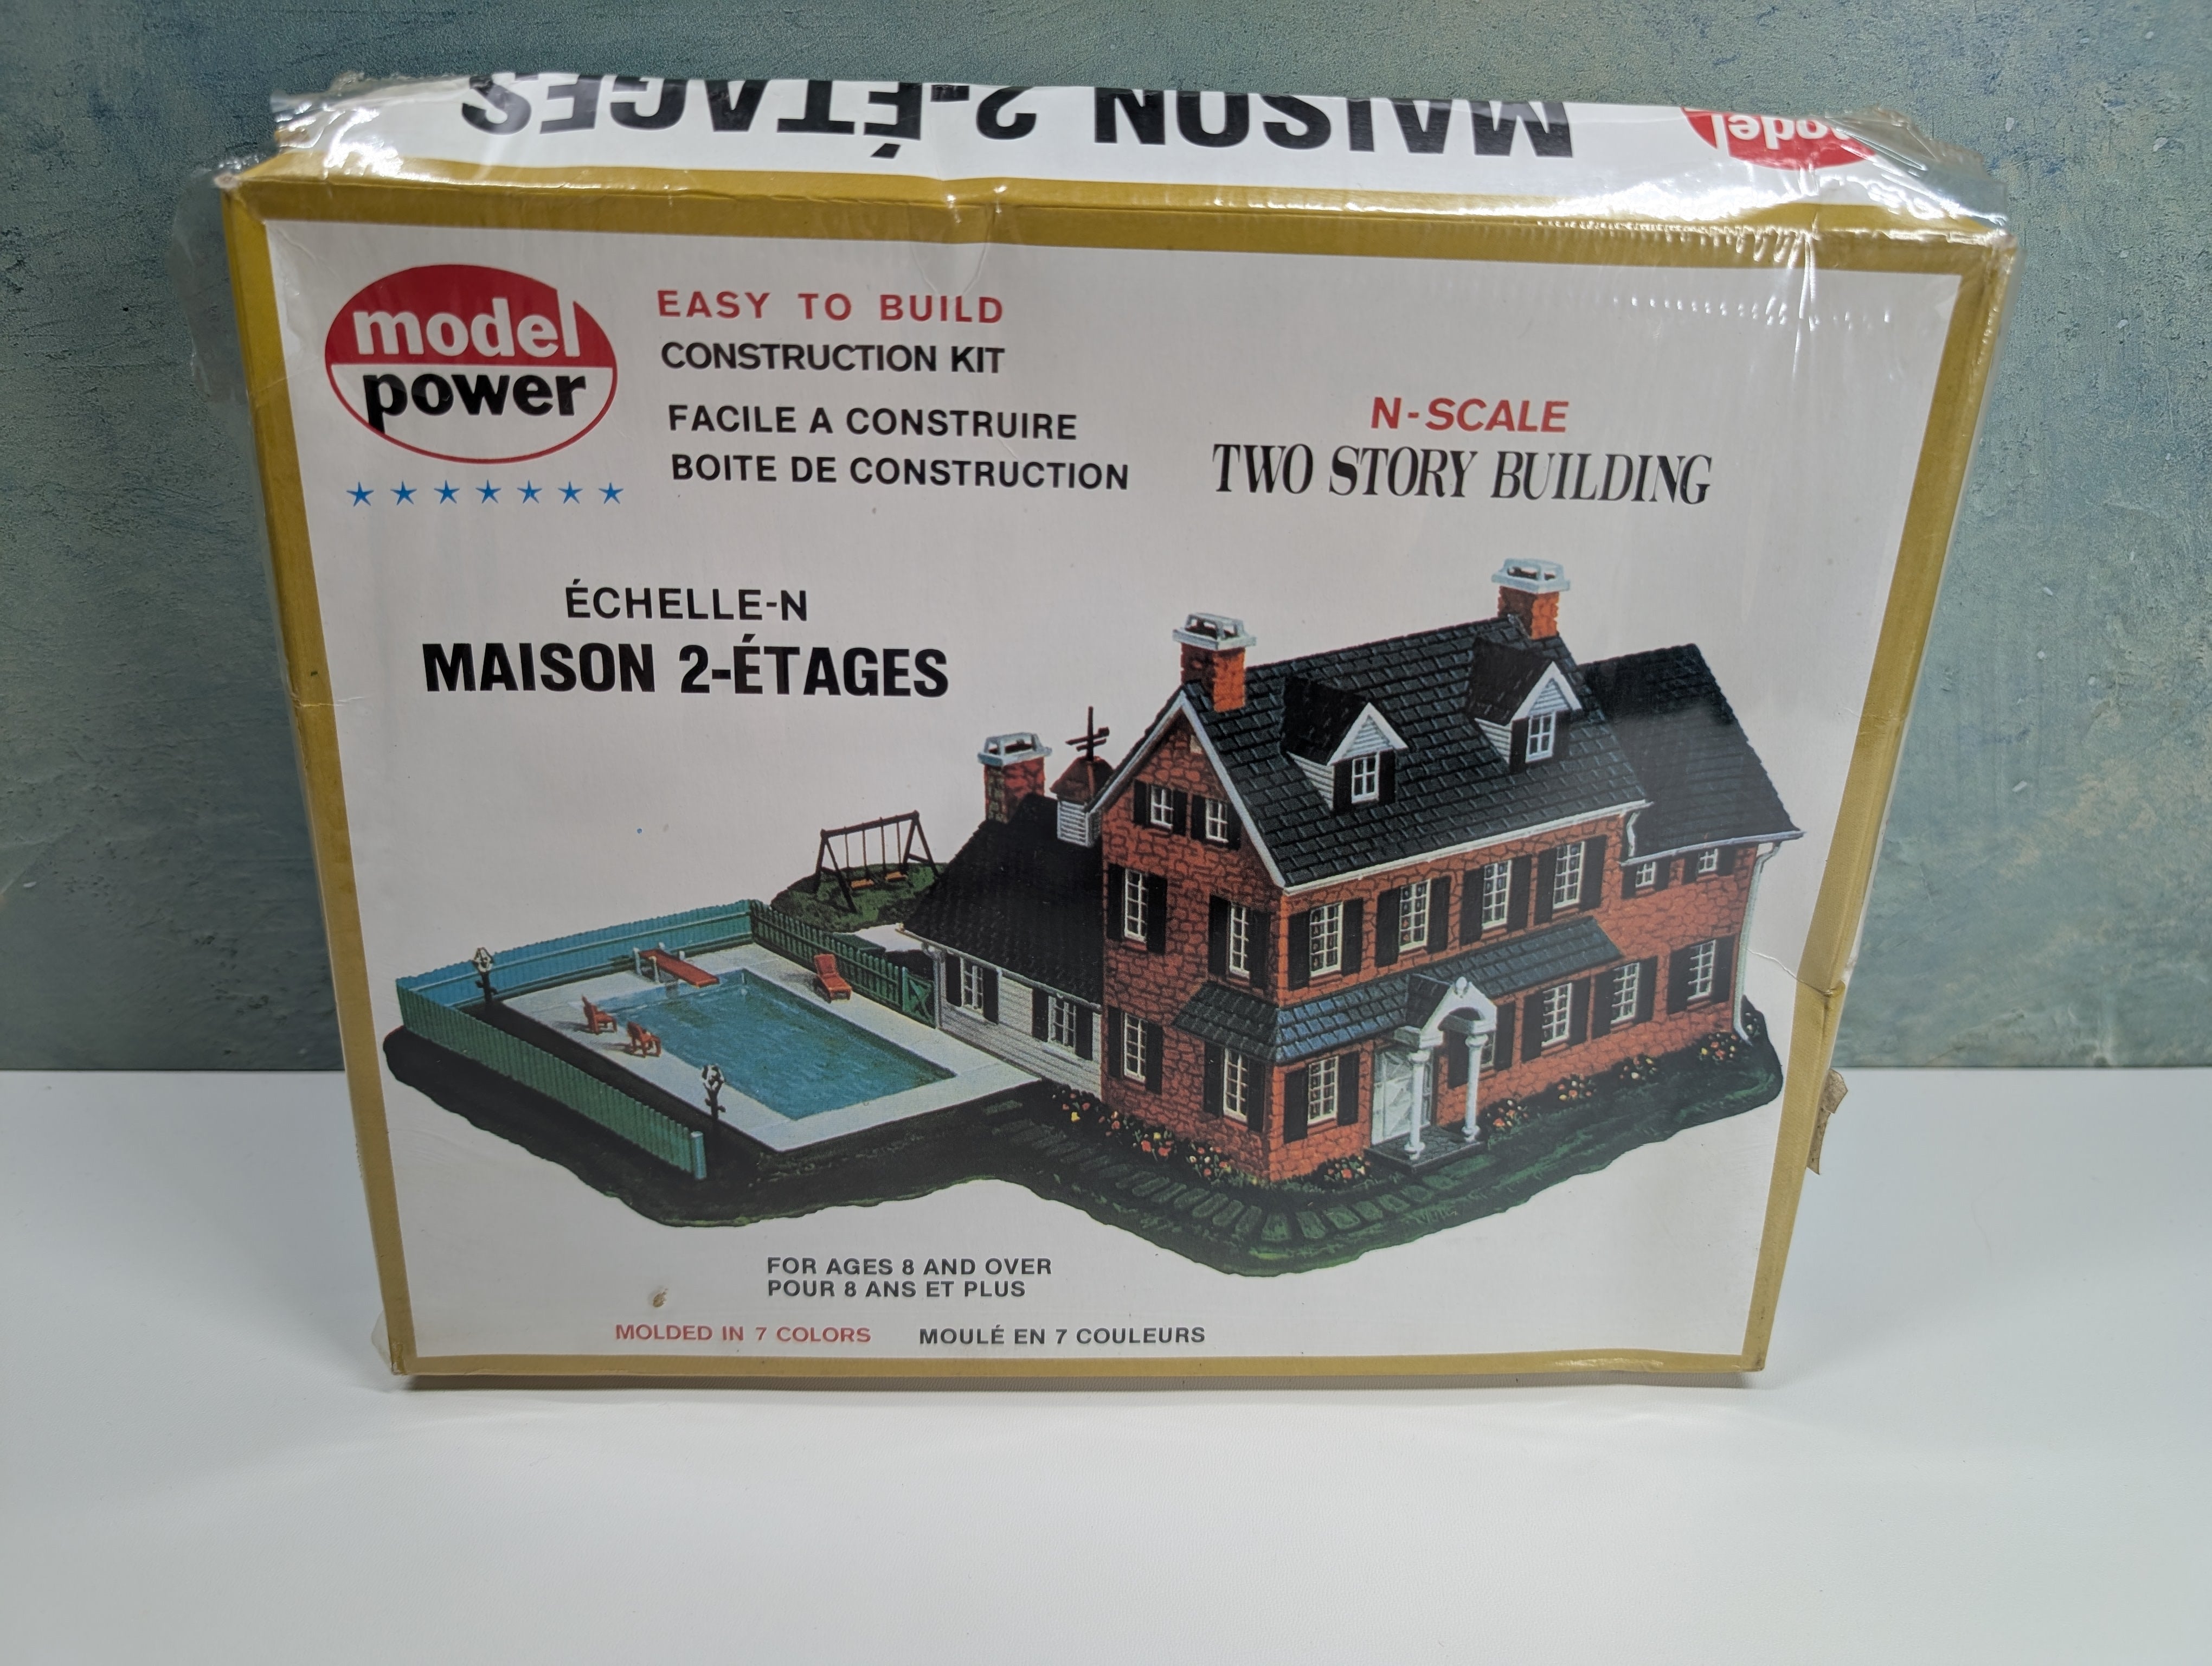 MAISON 2-ÉTAGES
model
model
power
EASY TO BUILD
CONSTRUCTION KIT
FACILE A CONSTRUIRE
BOITE DE CONSTRUCTION
N-SCALE
TWO STORY BUILDING
ÉCHELLE-N
MAISON 2-ÉTAGES
FOR AGES 8 AND OVER
POUR 8 ANS ET PLUS
MOLDED IN 7 COLORS MOULÉ EN 7 COULEURS